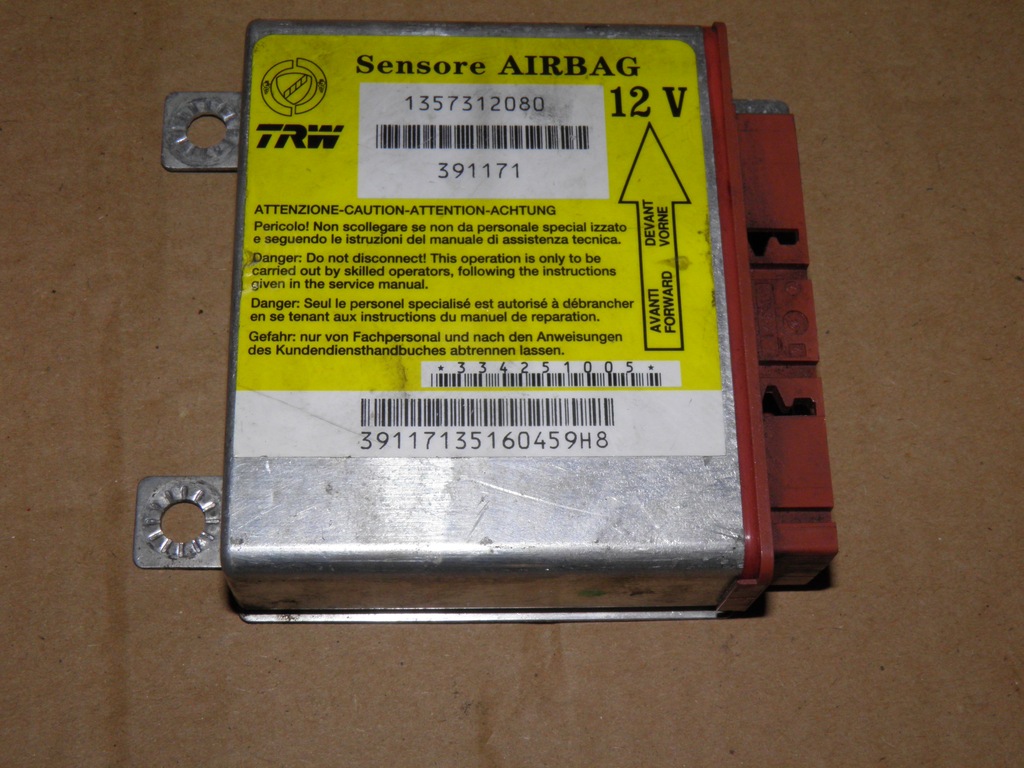 Sensore AIRBAG
12 V
1357312080
TRW
391171
ATTENZIONE-CAUTION-ATTENTION-ACHTUNG
Pericolo! Non scollegare se non da personale special izzato
e seguendo le istruzioni del manuale di assistenza tecnica.
Danger: Do not disconnect! This operation is only to be
carried out by skilled operators, following the instructions
given in the service manual.
Danger: Seul le personel specialisé est autorisé à débrancher
en se tenant aux instructions du manuel de reparation.
Gefahr: nur von Fachpersonal und nach den Anweisungen
des Kundendiensthandbuches abtrennen lassen.
DEVANT
VORNE
AVANTI
FORWARD
*334251005*
39117135160459H8